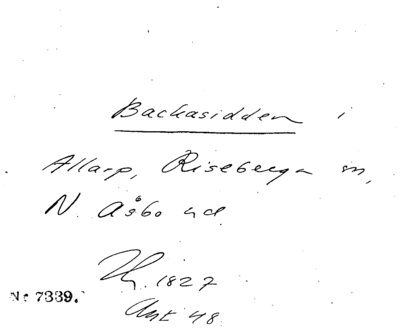 Backasidden i
Allarp, Riseberga sn,
N. Åsbo hd
1827
No 7339.
Akt 48